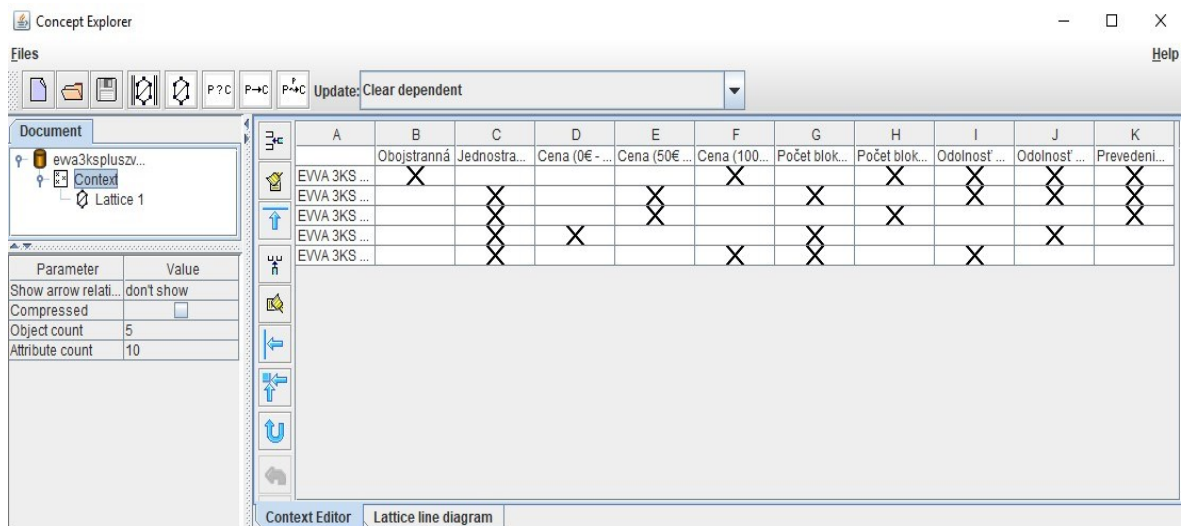 Concept Explorer
Files Help
P?C P→C P⤳C Update: Clear dependent
Document
evva3kspluszv...
Context
Lattice 1
Parameter Value
Show arrow relati... don't show
Compressed
Object count 5
Attribute count 10
A B C D E F G H I J K
Obojstranná Jednostra... Cena (0€ - ... Cena (50€ ... Cena (100... Počet blok... Počet blok... Odolnosť ... Odolnosť ... Prevedeni...
EVVA 3KS ... X X X X X X
EVVA 3KS ... X X X X X X
EVVA 3KS ... X X X X
EVVA 3KS ... X X X X
EVVA 3KS ... X X X X
Context Editor Lattice line diagram